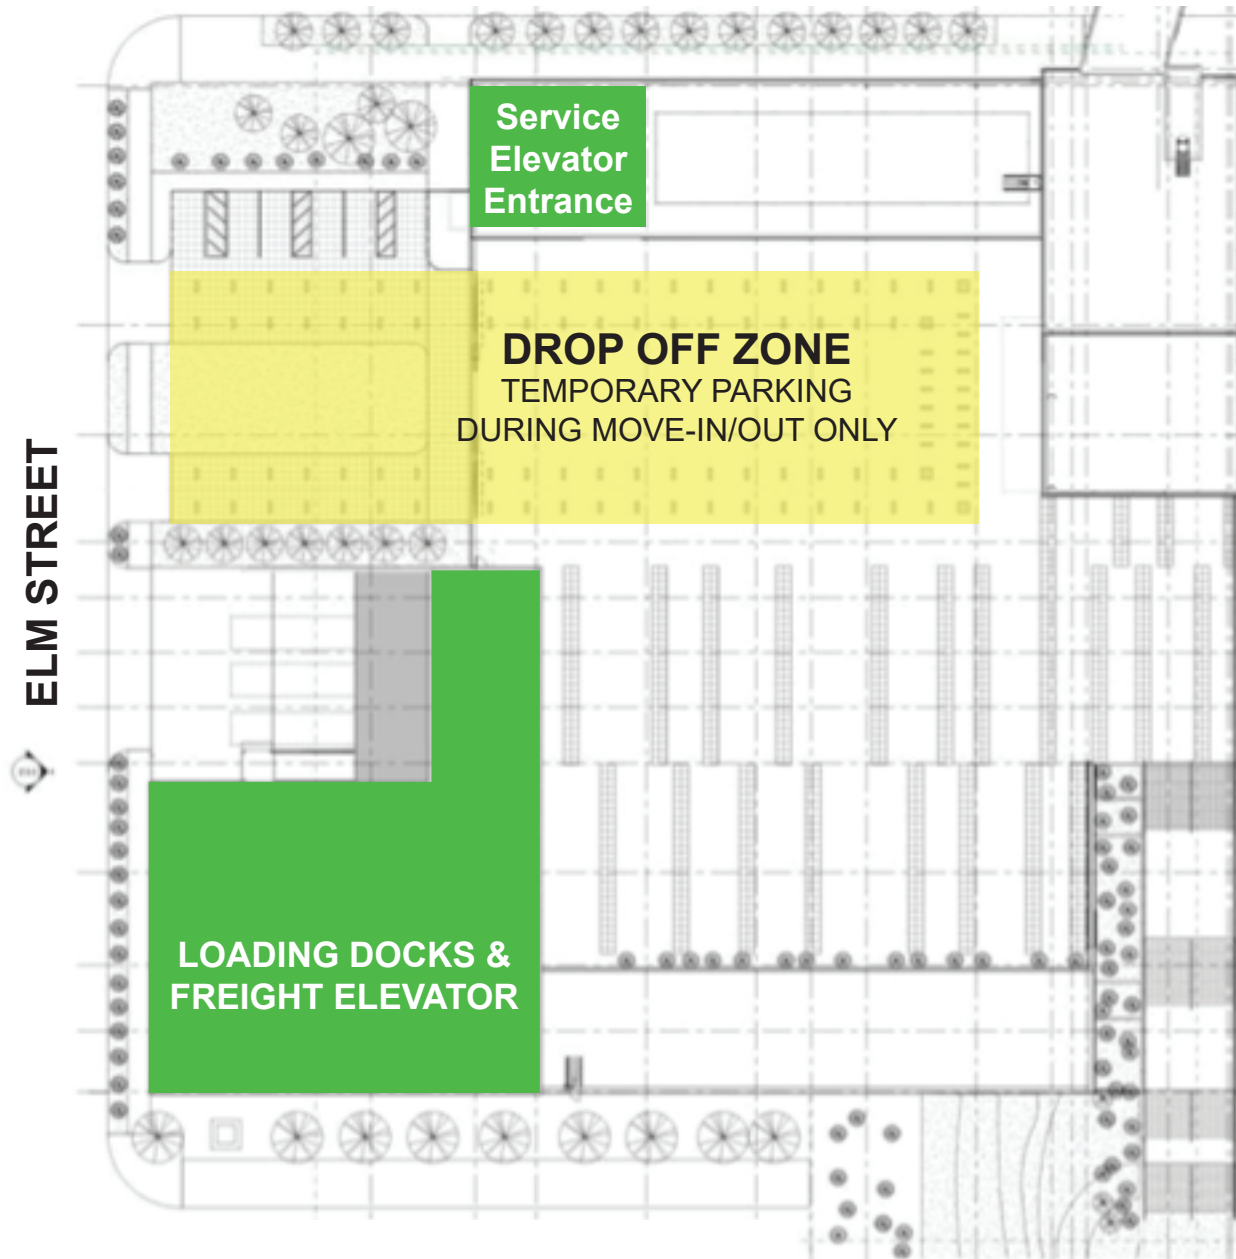 Service
Elevator
Entrance
DROP OFF ZONE
TEMPORARY PARKING
DURING MOVE-IN/OUT ONLY
ELM STREET
LOADING DOCKS &
FREIGHT ELEVATOR